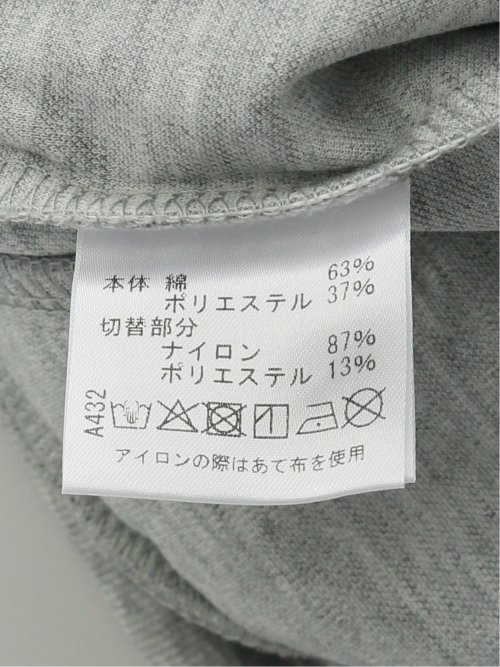 本体 綿 63%
ポリエステル 37%
切替部分
ナイロン 87%
ポリエステル 13%
A432
アイロンの際はあて布を使用